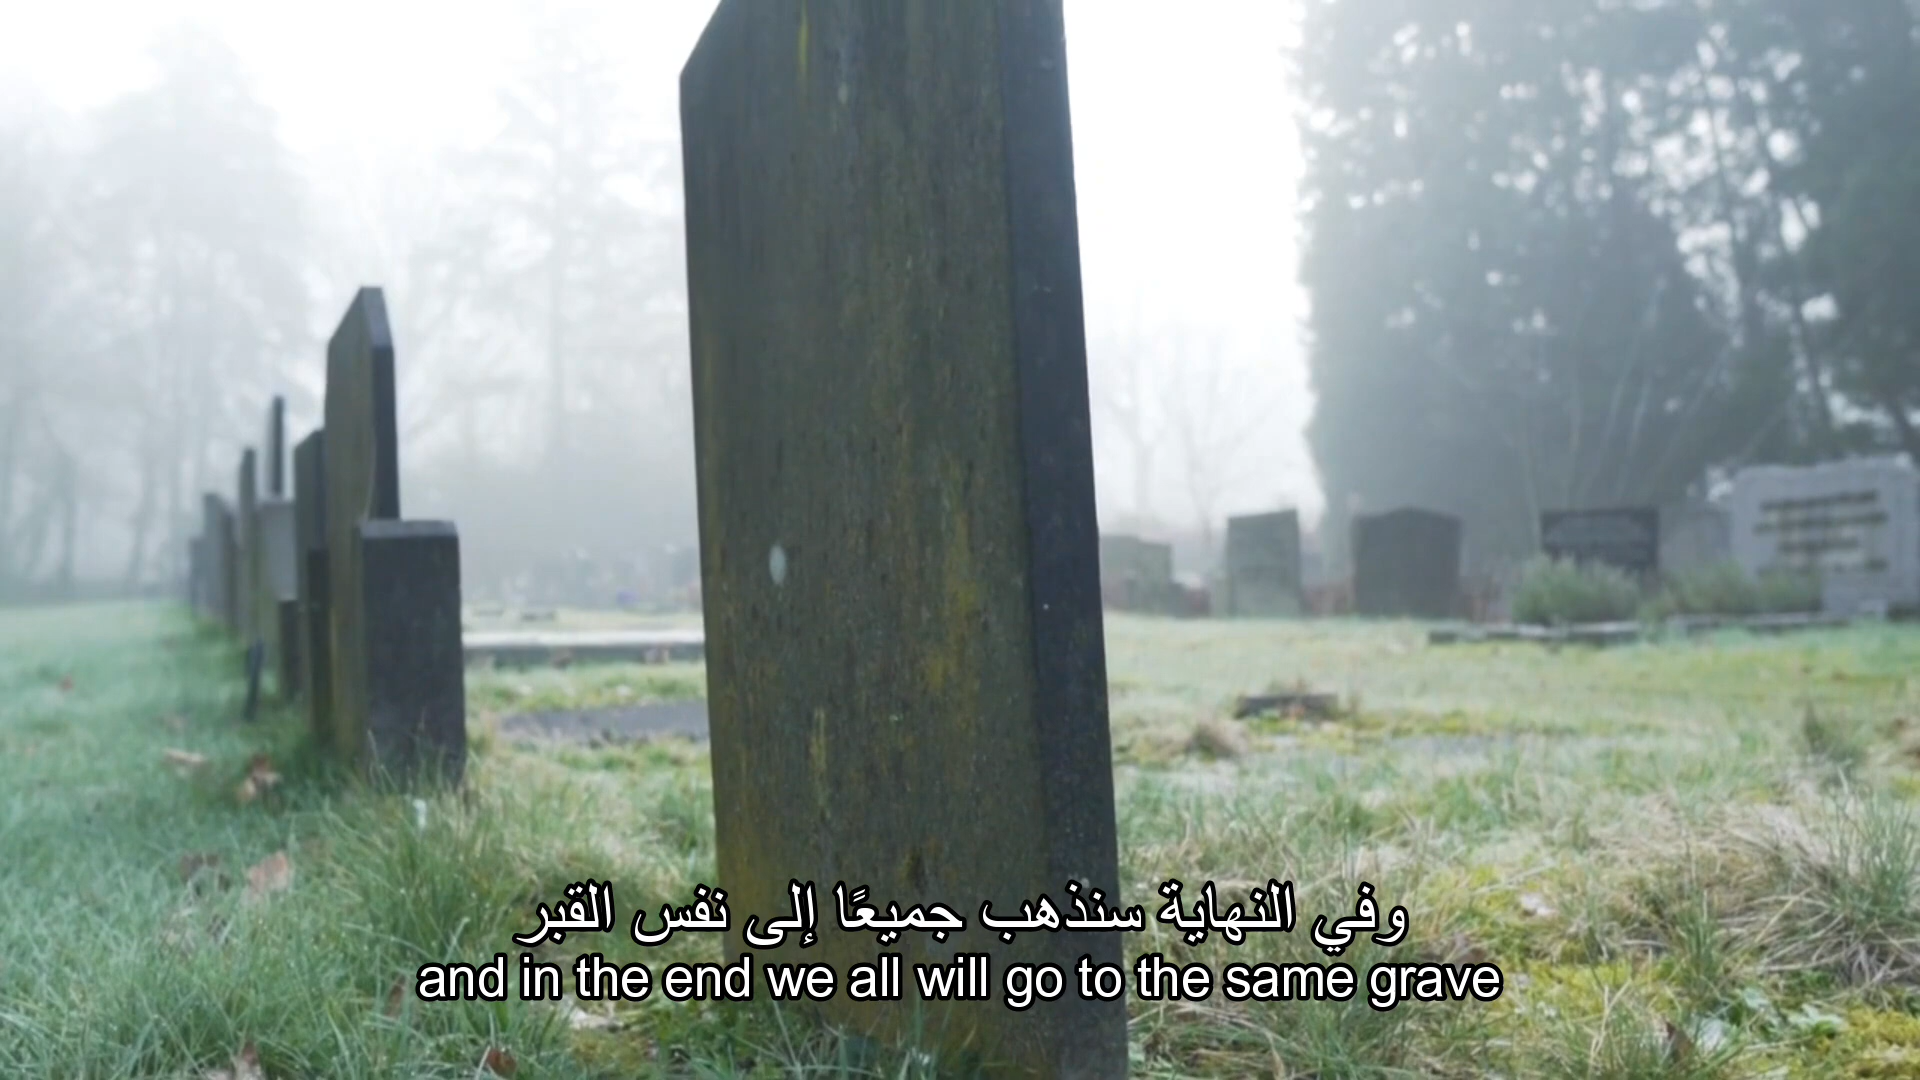 وفي النهاية سنذهب جميعًا إلى نفس القبر
and in the end we all will go to the same grave